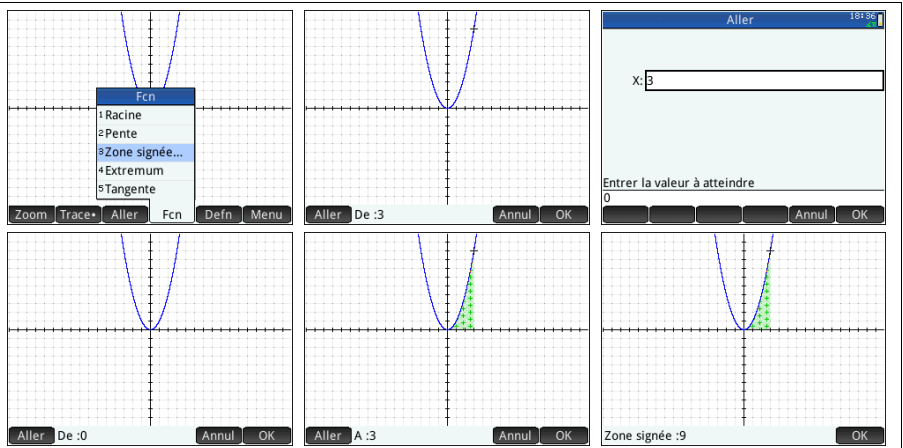 Fcn
1 Racine
2 Pente
3 Zone signée...
4 Extremum
5 Tangente
Zoom Trace• Aller Fcn Defn Menu
Aller De :3 Annul OK
Aller 18:36
X: 3
Entrer la valeur à atteindre
0
Annul OK
Aller De :0 Annul OK
Aller A :3 Annul OK
Zone signée :9 OK